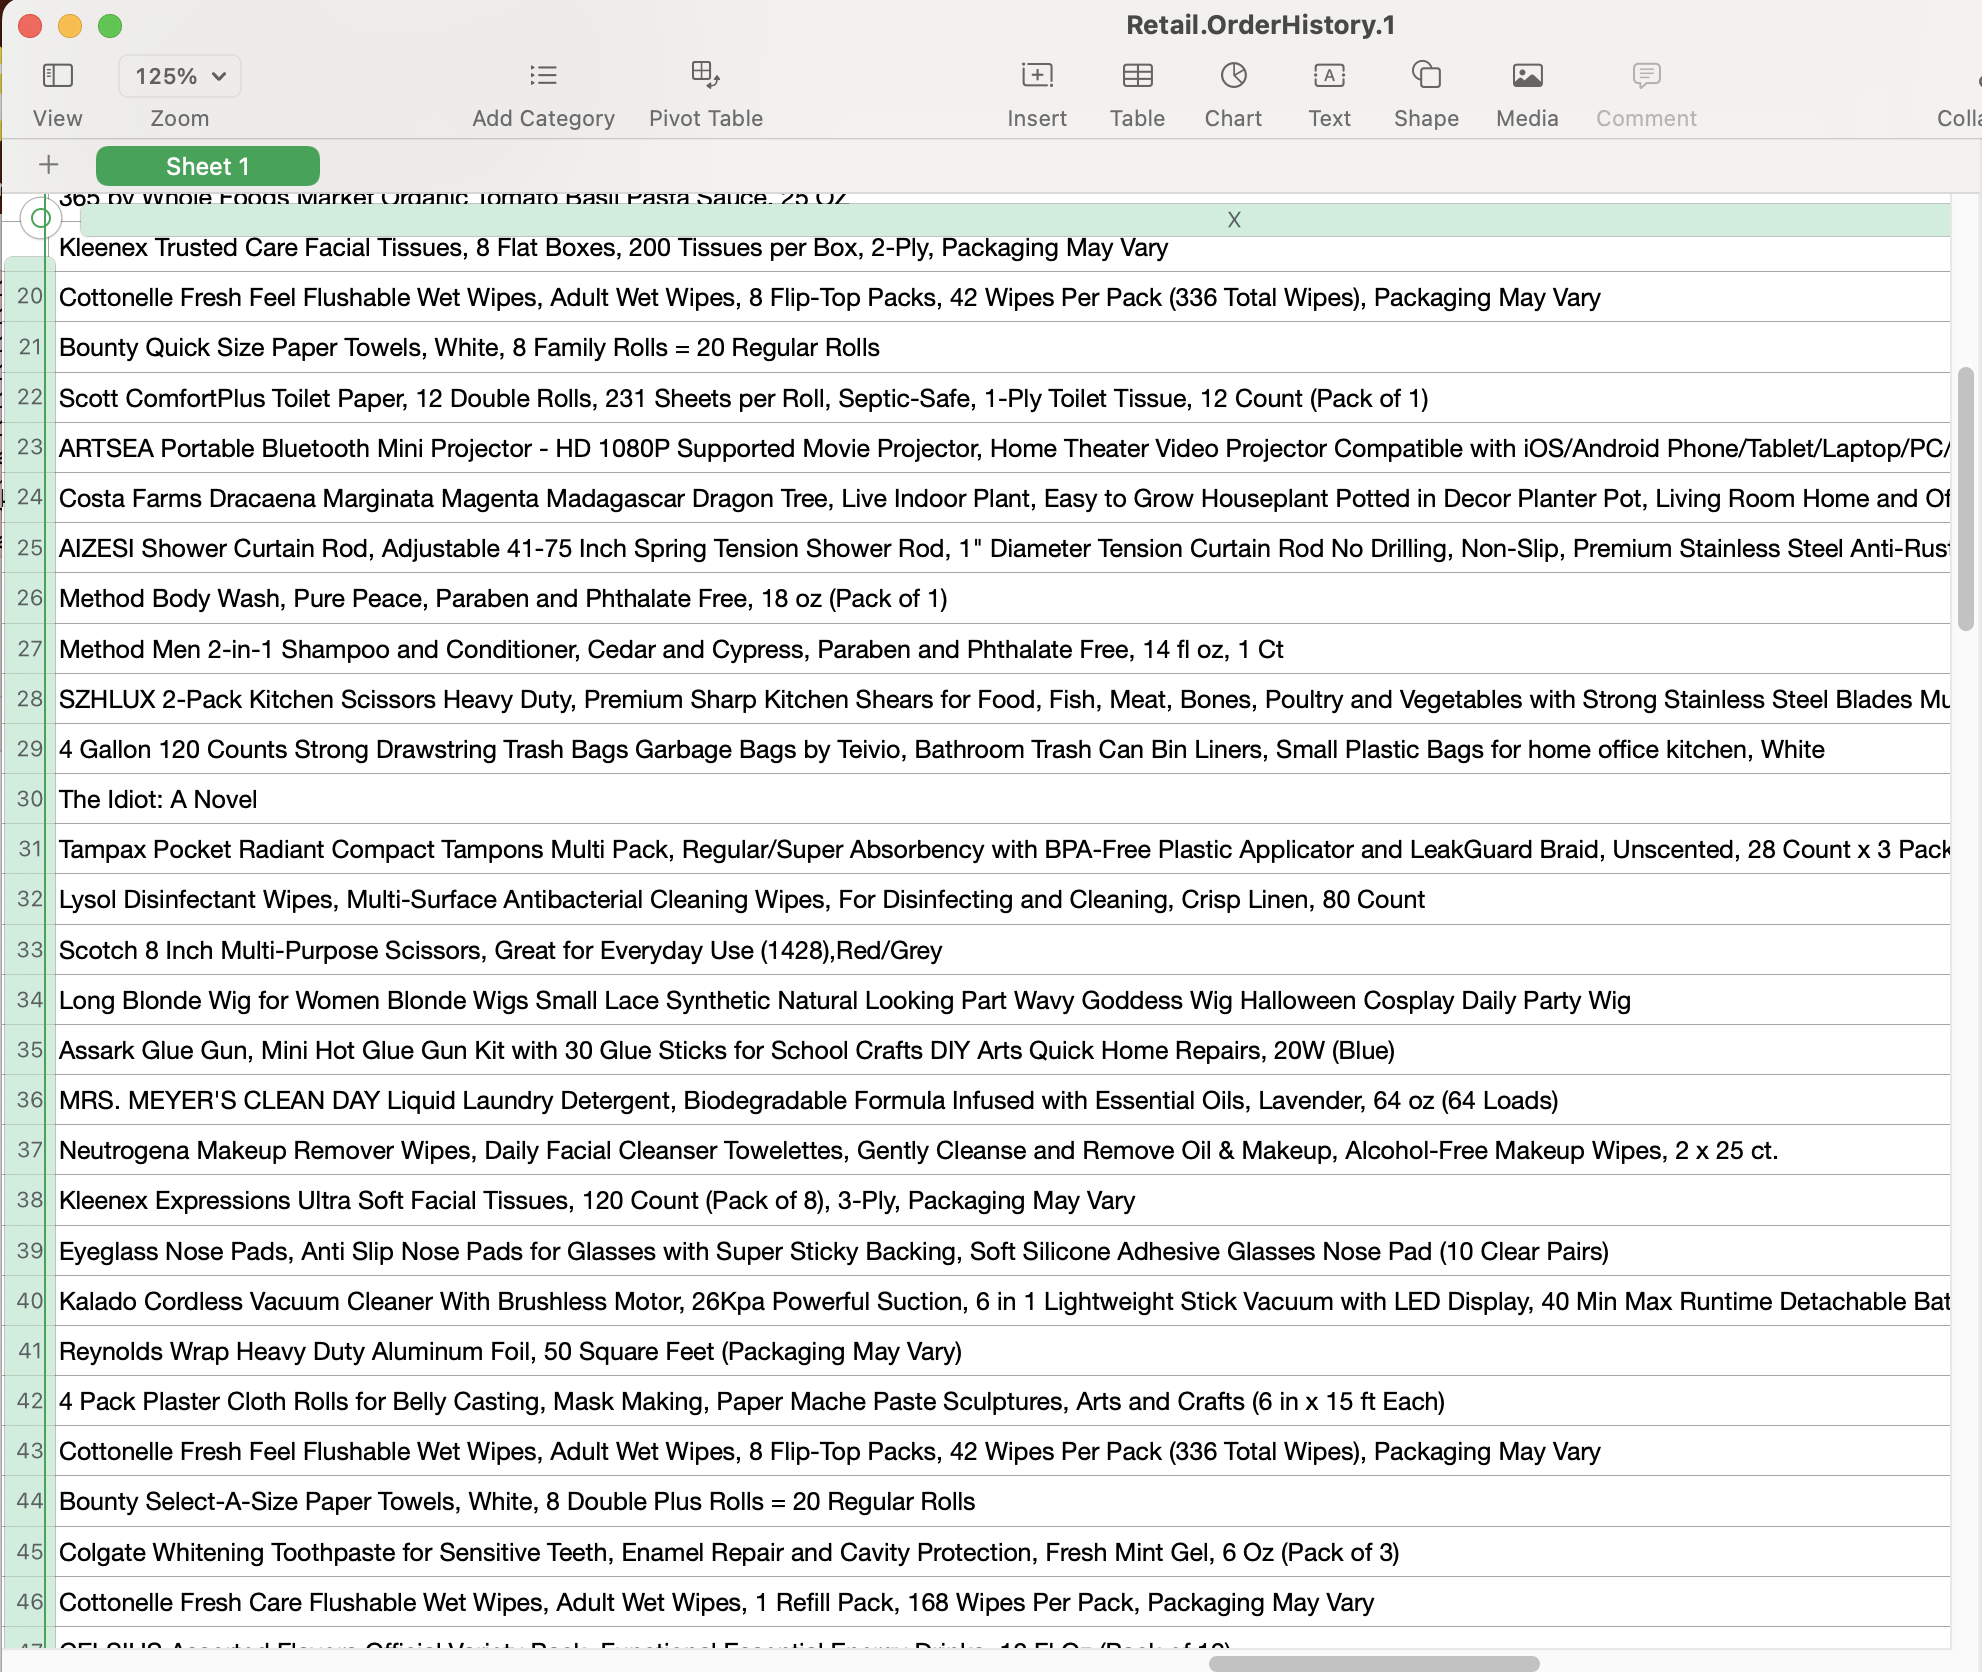 Retail.OrderHistory.1
125%
View
Zoom
Add Category
Pivot Table
Insert
Table
Chart
Text
Shape
Media
Comment
Colla
+ Sheet 1
365 by Whole Foods Market Organic Tomato Basil Pasta Sauce, 25 OZ
X
Kleenex Trusted Care Facial Tissues, 8 Flat Boxes, 200 Tissues per Box, 2-Ply, Packaging May Vary
20 Cottonelle Fresh Feel Flushable Wet Wipes, Adult Wet Wipes, 8 Flip-Top Packs, 42 Wipes Per Pack (336 Total Wipes), Packaging May Vary
21 Bounty Quick Size Paper Towels, White, 8 Family Rolls = 20 Regular Rolls
22 Scott ComfortPlus Toilet Paper, 12 Double Rolls, 231 Sheets per Roll, Septic-Safe, 1-Ply Toilet Tissue, 12 Count (Pack of 1)
23 ARTSEA Portable Bluetooth Mini Projector - HD 1080P Supported Movie Projector, Home Theater Video Projector Compatible with iOS/Android Phone/Tablet/Laptop/PC/
24 Costa Farms Dracaena Marginata Magenta Madagascar Dragon Tree, Live Indoor Plant, Easy to Grow Houseplant Potted in Decor Planter Pot, Living Room Home and Of
25 AIZESI Shower Curtain Rod, Adjustable 41-75 Inch Spring Tension Shower Rod, 1" Diameter Tension Curtain Rod No Drilling, Non-Slip, Premium Stainless Steel Anti-Rust
26 Method Body Wash, Pure Peace, Paraben and Phthalate Free, 18 oz (Pack of 1)
27 Method Men 2-in-1 Shampoo and Conditioner, Cedar and Cypress, Paraben and Phthalate Free, 14 fl oz, 1 Ct
28 SZHLUX 2-Pack Kitchen Scissors Heavy Duty, Premium Sharp Kitchen Shears for Food, Fish, Meat, Bones, Poultry and Vegetables with Strong Stainless Steel Blades Mu
29 4 Gallon 120 Counts Strong Drawstring Trash Bags Garbage Bags by Teivio, Bathroom Trash Can Bin Liners, Small Plastic Bags for home office kitchen, White
30 The Idiot: A Novel
31 Tampax Pocket Radiant Compact Tampons Multi Pack, Regular/Super Absorbency with BPA-Free Plastic Applicator and LeakGuard Braid, Unscented, 28 Count x 3 Pack
32 Lysol Disinfectant Wipes, Multi-Surface Antibacterial Cleaning Wipes, For Disinfecting and Cleaning, Crisp Linen, 80 Count
33 Scotch 8 Inch Multi-Purpose Scissors, Great for Everyday Use (1428),Red/Grey
34 Long Blonde Wig for Women Blonde Wigs Small Lace Synthetic Natural Looking Part Wavy Goddess Wig Halloween Cosplay Daily Party Wig
35 Assark Glue Gun, Mini Hot Glue Gun Kit with 30 Glue Sticks for School Crafts DIY Arts Quick Home Repairs, 20W (Blue)
36 MRS. MEYER'S CLEAN DAY Liquid Laundry Detergent, Biodegradable Formula Infused with Essential Oils, Lavender, 64 oz (64 Loads)
37 Neutrogena Makeup Remover Wipes, Daily Facial Cleanser Towelettes, Gently Cleanse and Remove Oil & Makeup, Alcohol-Free Makeup Wipes, 2 x 25 ct.
38 Kleenex Expressions Ultra Soft Facial Tissues, 120 Count (Pack of 8), 3-Ply, Packaging May Vary
39 Eyeglass Nose Pads, Anti Slip Nose Pads for Glasses with Super Sticky Backing, Soft Silicone Adhesive Glasses Nose Pad (10 Clear Pairs)
40 Kalado Cordless Vacuum Cleaner With Brushless Motor, 26Kpa Powerful Suction, 6 in 1 Lightweight Stick Vacuum with LED Display, 40 Min Max Runtime Detachable Bat
41 Reynolds Wrap Heavy Duty Aluminum Foil, 50 Square Feet (Packaging May Vary)
42 4 Pack Plaster Cloth Rolls for Belly Casting, Mask Making, Paper Mache Paste Sculptures, Arts and Crafts (6 in x 15 ft Each)
43 Cottonelle Fresh Feel Flushable Wet Wipes, Adult Wet Wipes, 8 Flip-Top Packs, 42 Wipes Per Pack (336 Total Wipes), Packaging May Vary
44 Bounty Select-A-Size Paper Towels, White, 8 Double Plus Rolls = 20 Regular Rolls
45 Colgate Whitening Toothpaste for Sensitive Teeth, Enamel Repair and Cavity Protection, Fresh Mint Gel, 6 Oz (Pack of 3)
46 Cottonelle Fresh Care Flushable Wet Wipes, Adult Wet Wipes, 1 Refill Pack, 168 Wipes Per Pack, Packaging May Vary
47 CELSIUS Assorted Flavors Official Variety Pack, Functional Essential Energy Drinks, 12 Fl Oz (Pack of 12)